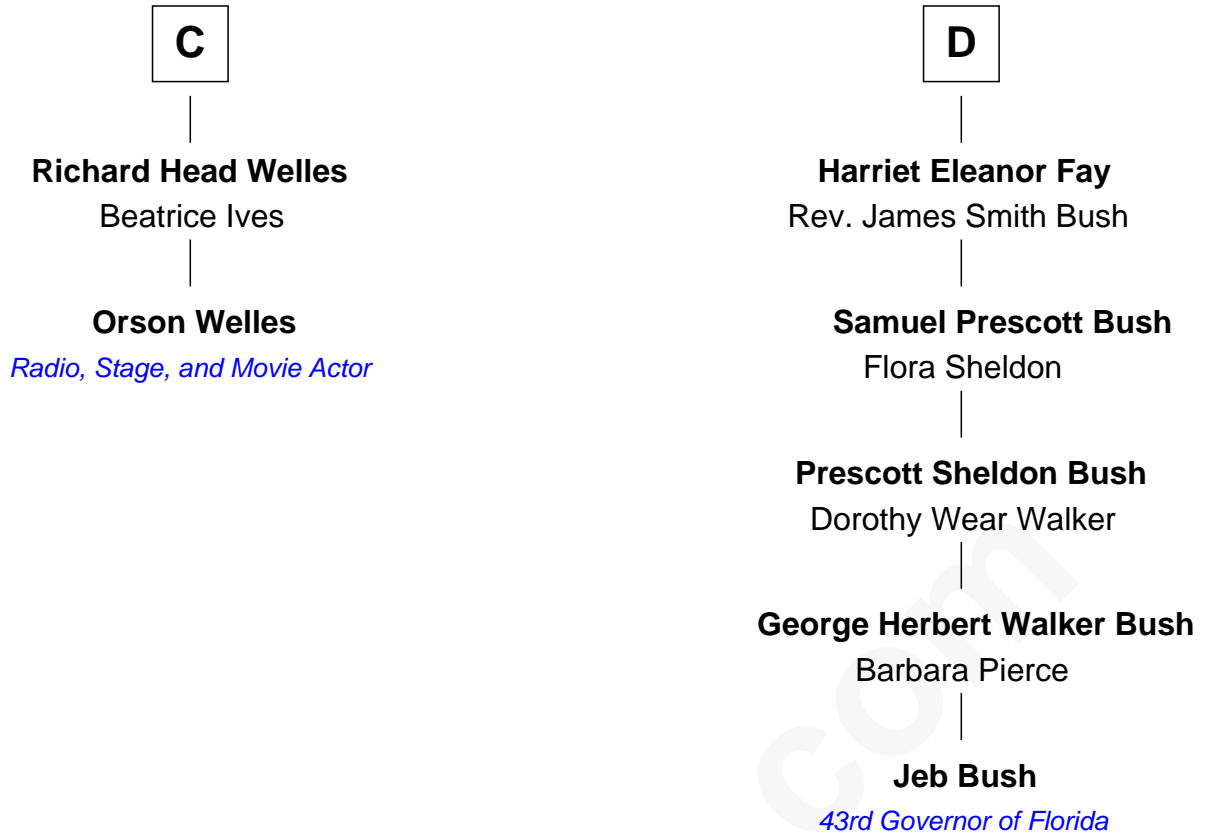 C
Richard Head Welles
Beatrice Ives
Orson Welles
Radio, Stage, and Movie Actor
D
Harriet Eleanor Fay
Rev. James Smith Bush
Samuel Prescott Bush
Flora Sheldon
Prescott Sheldon Bush
Dorothy Wear Walker
George Herbert Walker Bush
Barbara Pierce
Jeb Bush
43rd Governor of Florida
com